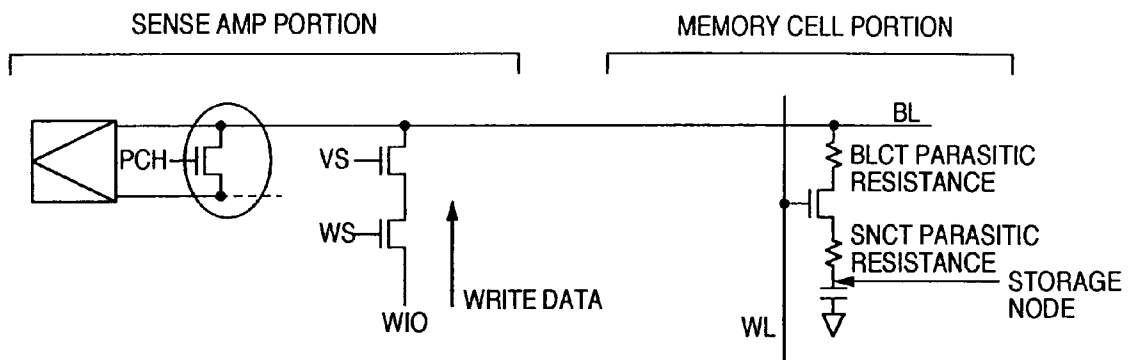 SENSE AMP PORTION
MEMORY CELL PORTION
BL
PCH
VS
BLCT PARASITIC
RESISTANCE
WS
SNCT PARASITIC
RESISTANCE
STORAGE
NODE
WRITE DATA
WIO
WL